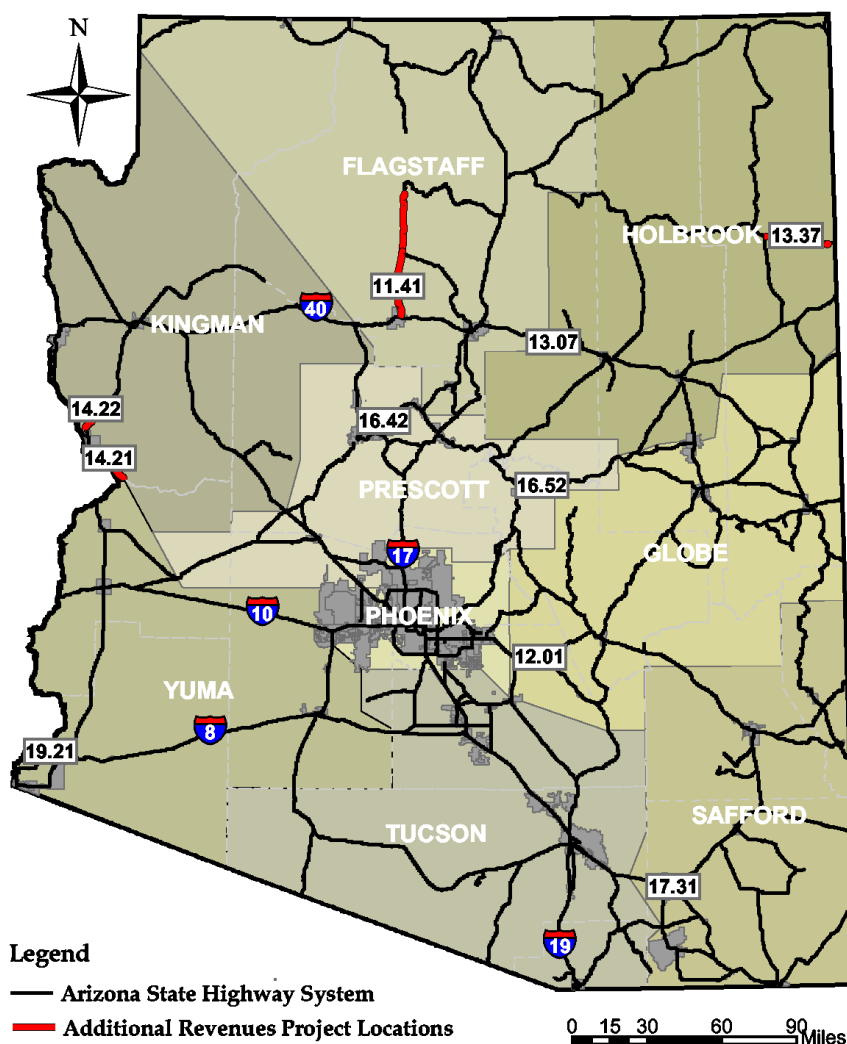 N
FLAGSTAFF
HOLBROOK
13.37
11.41
40
KINGMAN
13.07
14.22
16.42
14.21
PRESCOTT
16.52
17
GLOBE
10
PHOENIX
12.01
YUMA
8
19.21
TUCSON
SAFFORD
17.31
19
Legend
Arizona State Highway System
Additional Revenues Project Locations
0 15 30 60 90 Miles